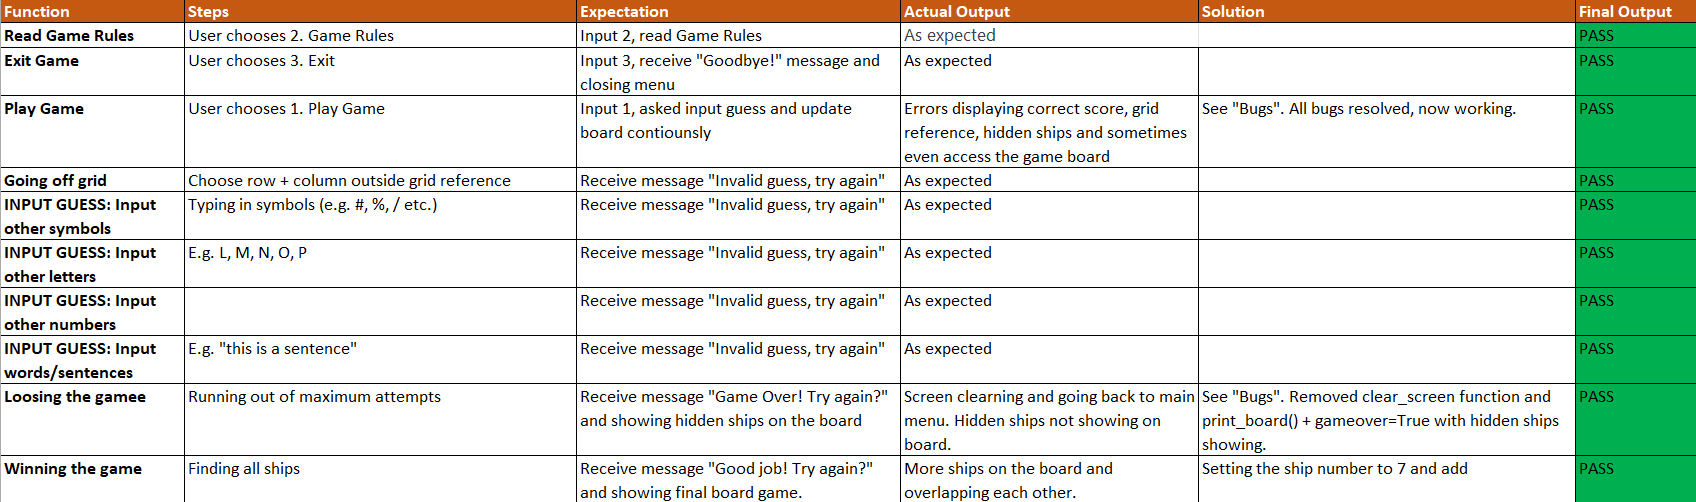 Function Steps Expectation Actual Output Solution Final Output
Read Game Rules User chooses 2. Game Rules Input 2, read Game Rules As expected PASS
Exit Game User chooses 3. Exit Input 3, receive "Goodbye!" message and As expected PASS
closing menu
Play Game User chooses 1. Play Game Input 1, asked input guess and update Errors displaying correct score, grid See "Bugs". All bugs resolved, now working. PASS
board contiounsly reference, hidden ships and sometimes
even access the game board
Going off grid Choose row + column outside grid reference Receive message "Invalid guess, try again" As expected PASS
INPUT GUESS: Input Typing in symbols (e.g. #, %, / etc.) Receive message "Invalid guess, try again" As expected PASS
other symbols
INPUT GUESS: Input E.g. L, M, N, O, P Receive message "Invalid guess, try again" As expected PASS
other letters
INPUT GUESS: Input Receive message "Invalid guess, try again" As expected PASS
other numbers
INPUT GUESS: Input E.g. "this is a sentence" Receive message "Invalid guess, try again" As expected PASS
words/sentences
Loosing the gamee Running out of maximum attempts Receive message "Game Over! Try again?" Screen clearning and going back to main See "Bugs". Removed clear_screen function and PASS
and showing hidden ships on the board menu. Hidden ships not showing on print_board() + gameover=True with hidden ships
board. showing.
Winning the game Finding all ships Receive message "Good job! Try again?" More ships on the board and Setting the ship number to 7 and add PASS
and showing final board game. overlapping each other.